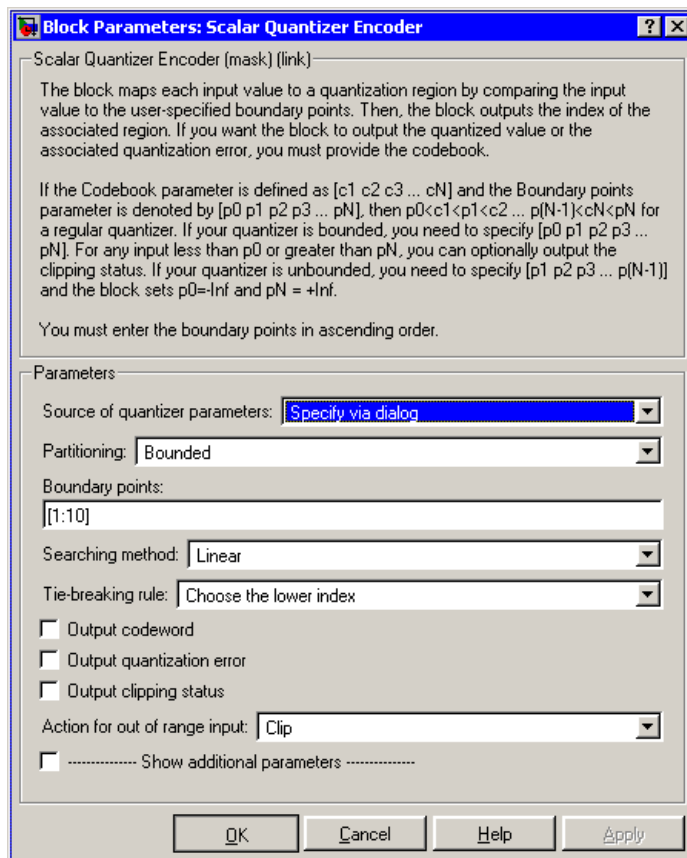 Block Parameters: Scalar Quantizer Encoder
Scalar Quantizer Encoder (mask) (link)
The block maps each input value to a quantization region by comparing the input
value to the user-specified boundary points. Then, the block outputs the index of the
associated region. If you want the block to output the quantized value or the
associated quantization error, you must provide the codebook.
If the Codebook parameter is defined as [c1 c2 c3 ... cN] and the Boundary points
parameter is denoted by [p0 p1 p2 p3 ... pN], then p0<c1<p1<c2 ... p(N-1)<cN<pN for
a regular quantizer. If your quantizer is bounded, you need to specify [p0 p1 p2 p3 ...
pN]. For any input less than p0 or greater than pN, you can optionally output the
clipping status. If your quantizer is unbounded, you need to specify [p1 p2 p3 ... p(N-1)]
and the block sets p0=-Inf and pN = +Inf.
You must enter the boundary points in ascending order.
Parameters
Source of quantizer parameters: Specify via dialog
Partitioning: Bounded
Boundary points:
[1:10]
Searching method: Linear
Tie-breaking rule: Choose the lower index
Output codeword
Output quantization error
Output clipping status
Action for out of range input: Clip
--------------- Show additional parameters ---------------
OK Cancel Help Apply